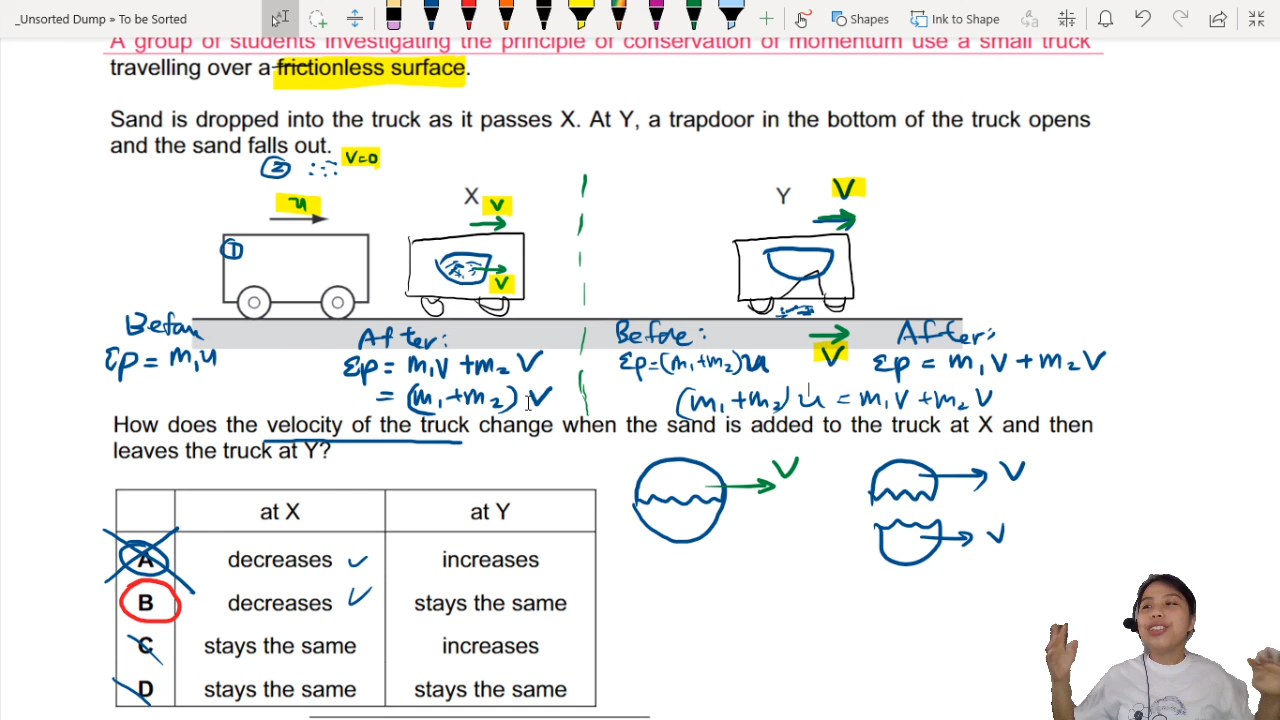 _Unsorted Dump » To be Sorted
Shapes
Ink to Shape
A group of students investigating the principle of conservation of momentum use a small truck
travelling over a frictionless surface.
Sand is dropped into the truck as it passes X. At Y, a trapdoor in the bottom of the truck opens
and the sand falls out.
② V=0
u
X v
Y V
①
v
Before
Σp = m₁u
After:
Σp = m₁V + m₂ V
= (m₁ + m₂) V
Before:
Σp=(m₁+m₂)u
V
After:
Σp = m₁V + m₂V
(m₁ + m₂) u = m₁V + m₂V
How does the velocity of the truck change when the sand is added to the truck at X and then
leaves the truck at Y?
V
V
V
at X at Y
A decreases ✓ increases
B decreases ✓ stays the same
C stays the same increases
D stays the same stays the same